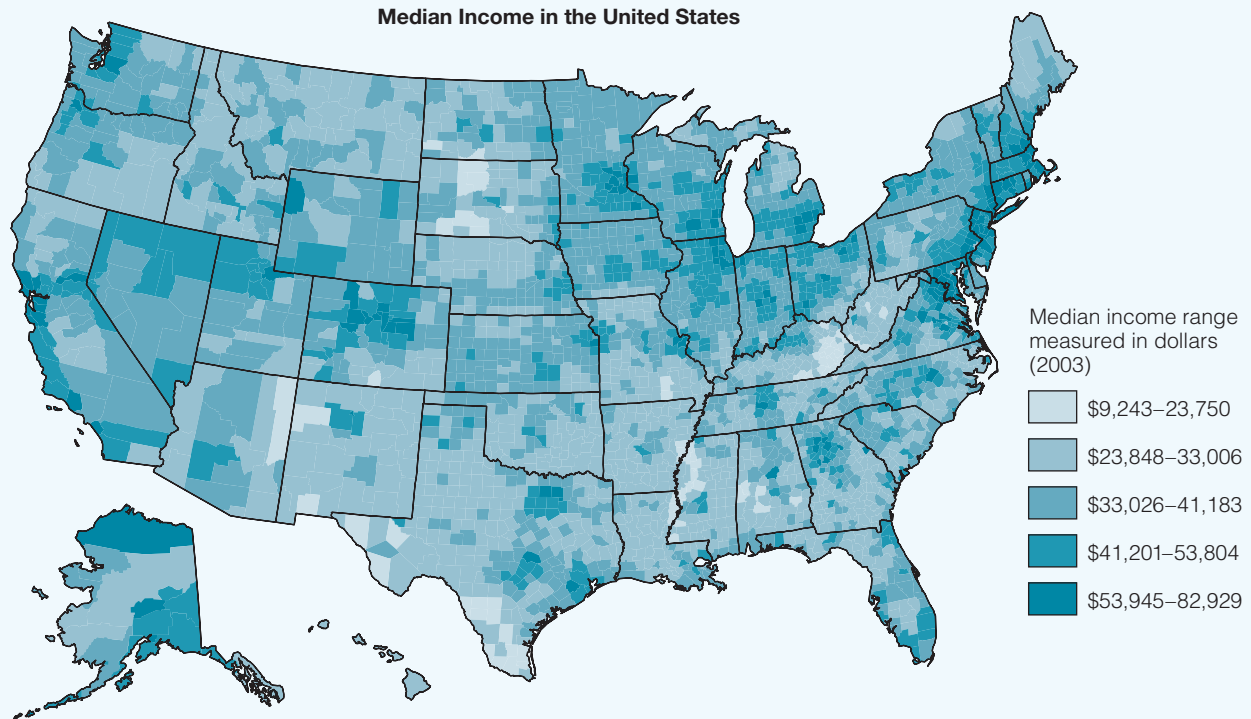 Median Income in the United States
Median income range
measured in dollars
(2003)
$9,243–23,750
$23,848–33,006
$33,026–41,183
$41,201–53,804
$53,945–82,929